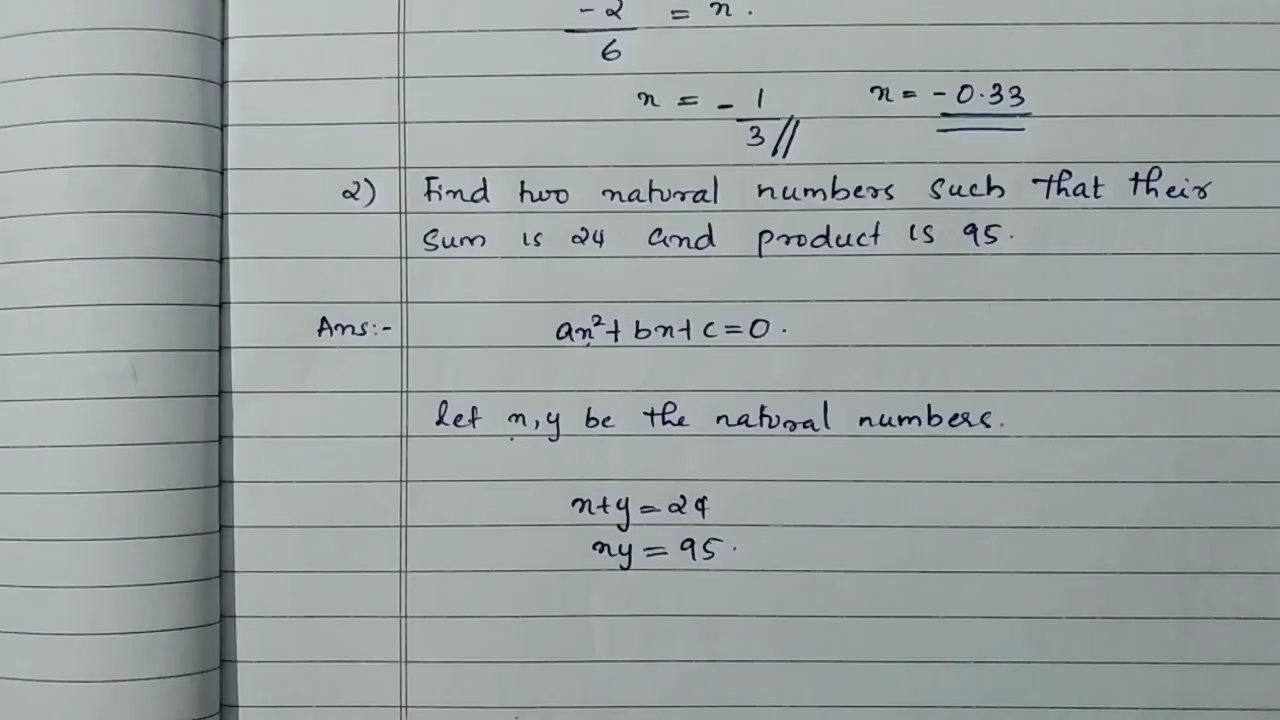 -2 = x.
6
x = - 1 x = - 0.33
3 //
2) Find two natural numbers such that their
sum is 24 and product is 95.
Ans:- ax²+ bx+ c = 0.
let x, y be the natural numbers.
x+y = 24
xy = 95.